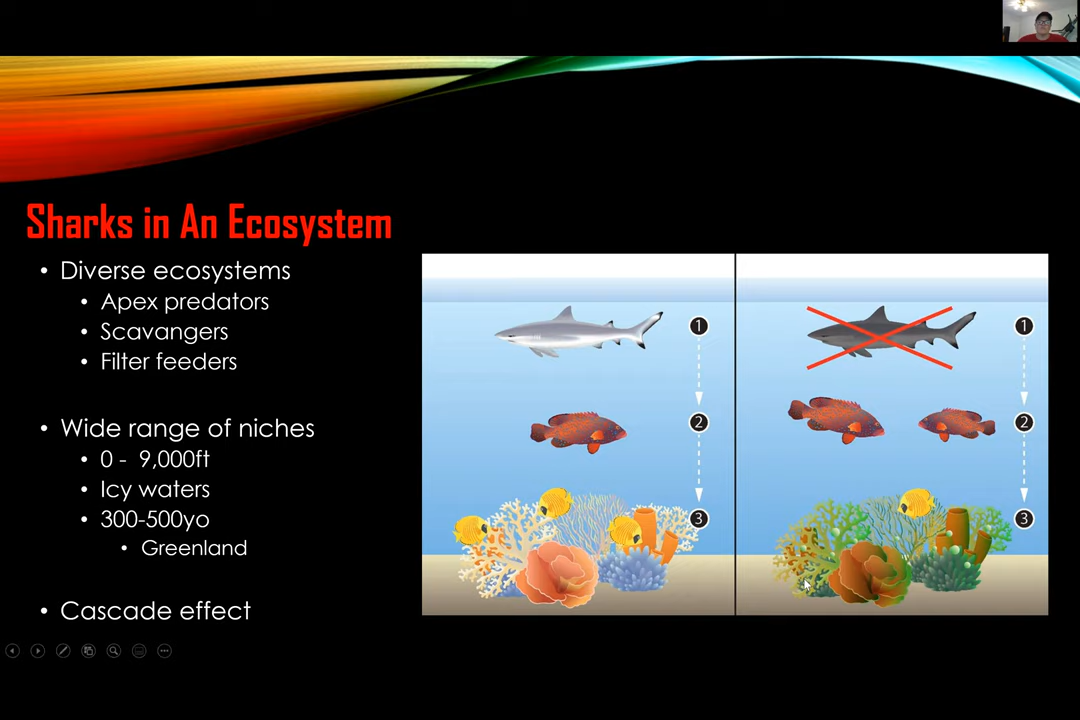 Sharks in An Ecosystem
• Diverse ecosystems
• Apex predators
• Scavangers
• Filter feeders
• Wide range of niches
• 0 - 9,000ft
• Icy waters
• 300-500yo
• Greenland
• Cascade effect
1
2
3
1
2
3